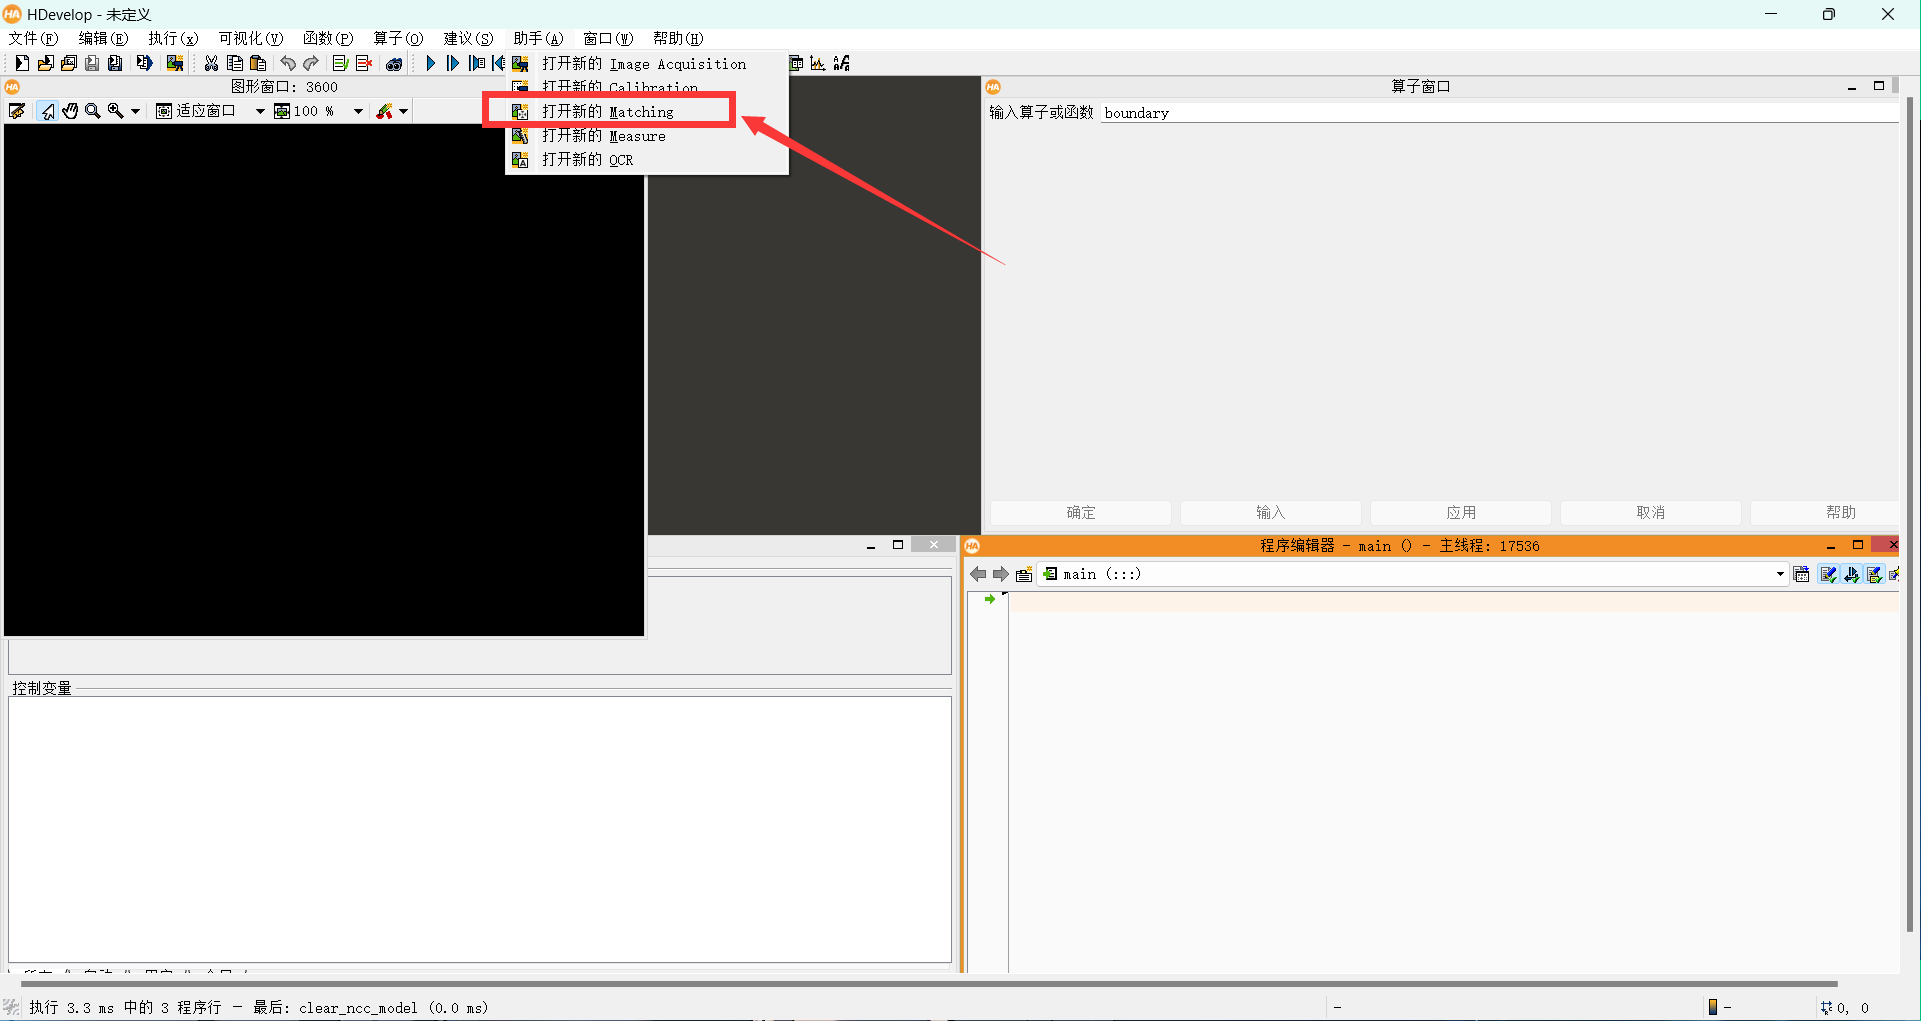 HDevelop - 未定义
文件(F) 编辑(E) 执行(x) 可视化(V) 函数(P) 算子(O) 建议(S) 助手(A) 窗口(W) 帮助(H)
打开新的 Image Acquisition
打开新的 Calibration
打开新的 Matching
打开新的 Measure
打开新的 OCR
图形窗口: 3600
适应窗口 100 %
算子窗口
输入算子或函数 boundary
确定 输入 应用 取消 帮助
程序编辑器 - main () - 主线程: 17536
main (:::)
控制变量
执行 3.3 ms 中的 3 程序行 - 最后: clear_ncc_model (0.0 ms)
-
-
0, 0